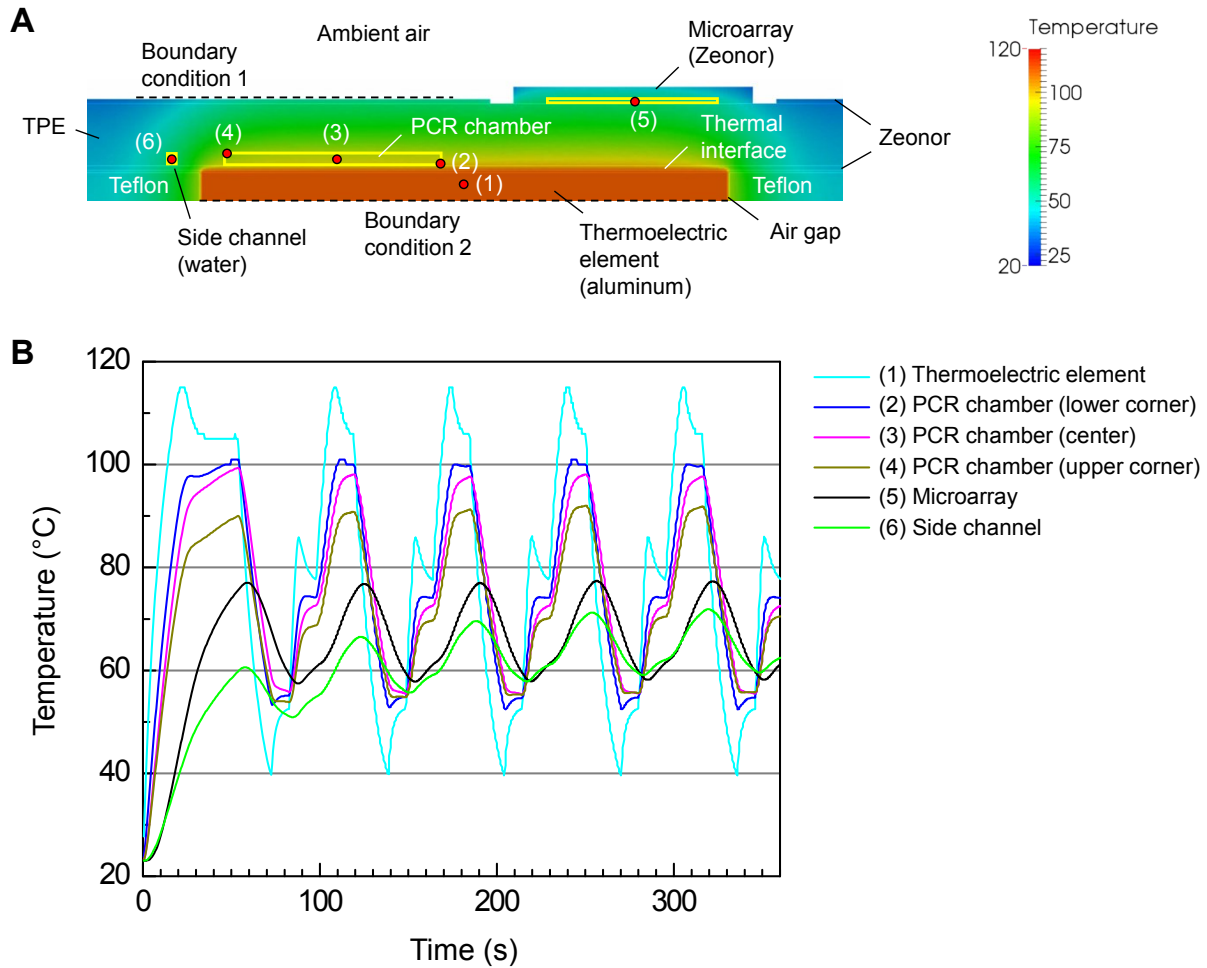 A
Ambient air
Microarray
(Zeonor)
Boundary
condition 1
Temperature
120
100
75
50
25
20
TPE
(6)
(4)
(3)
PCR chamber
(5)
Thermal
interface
(2)
Zeonor
Teflon
(1)
Teflon
Side channel
(water)
Boundary
condition 2
Thermoelectric
element
(aluminum)
Air gap
B
Temperature (°C)
120
100
80
60
40
20
0
100
200
300
Time (s)
(1) Thermoelectric element
(2) PCR chamber (lower corner)
(3) PCR chamber (center)
(4) PCR chamber (upper corner)
(5) Microarray
(6) Side channel